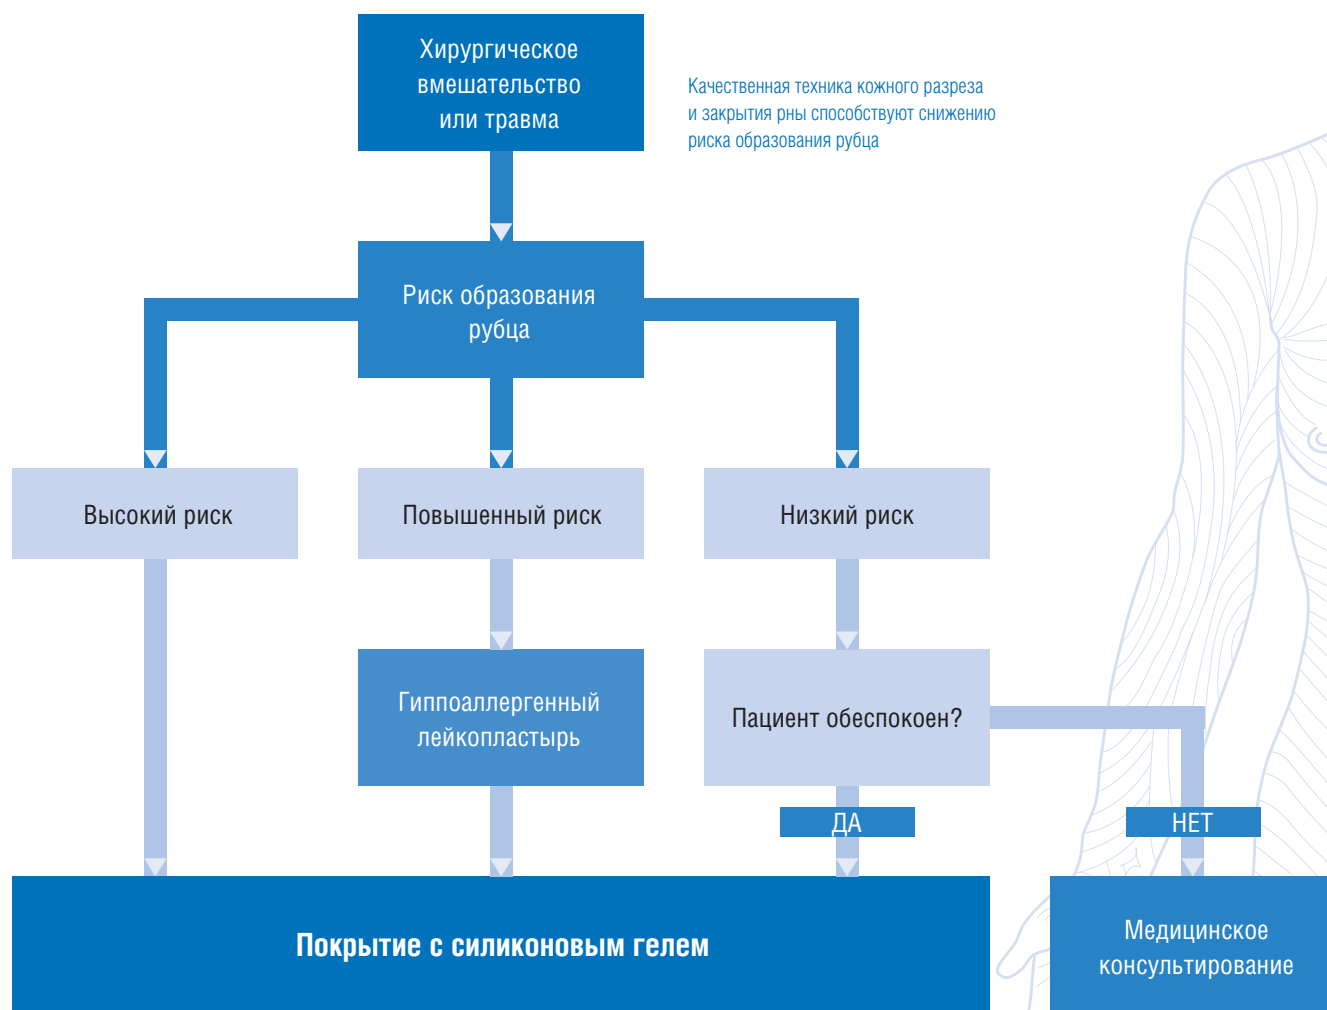 Хирургическое
вмешательство
или травма
Качественная техника кожного разреза
и закрытия рны способствуют снижению
риска образования рубца
Риск образования
рубца
Высокий риск
Повышенный риск
Низкий риск
Гиппоаллергенный
лейкопластырь
Пациент обеспокоен?
ДА
НЕТ
Покрытие с силиконовым гелем
Медицинское
консультирование